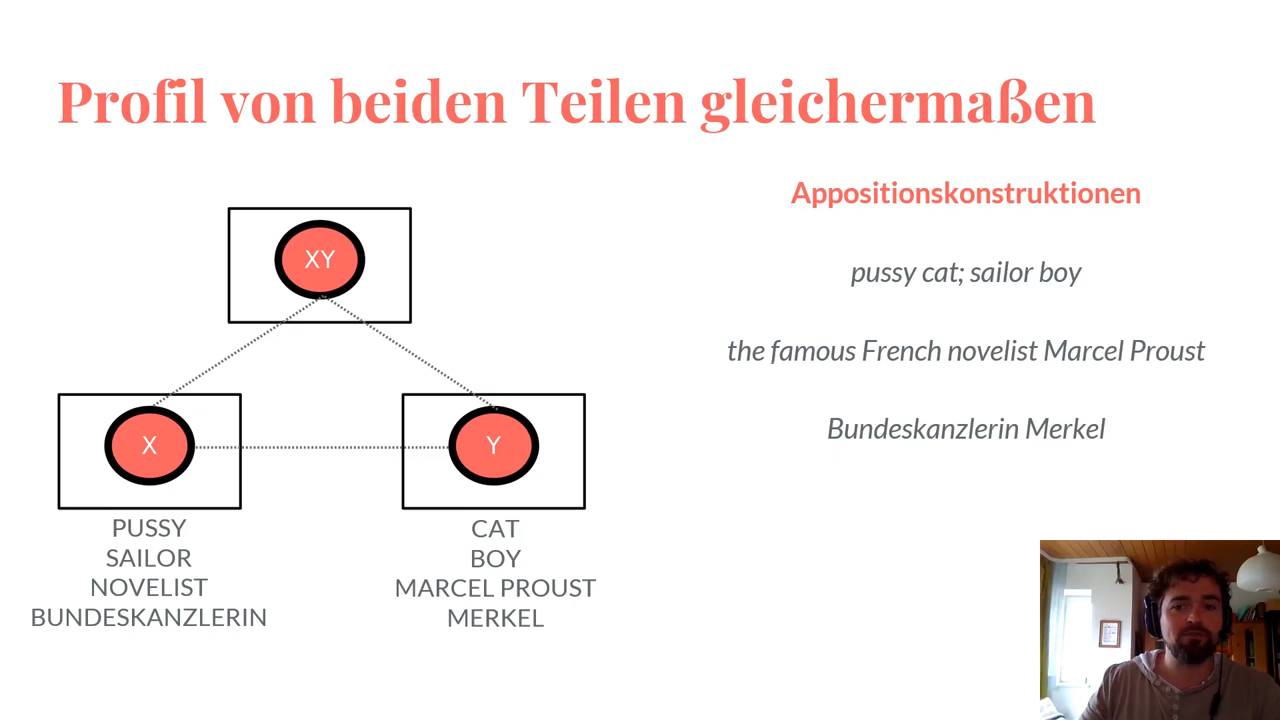 Profil von beiden Teilen gleichermaßen
XY
X
Y
PUSSY
SAILOR
NOVELIST
BUNDESKANZLERIN
CAT
BOY
MARCEL PROUST
MERKEL
Appositionskonstruktionen
pussy cat; sailor boy
the famous French novelist Marcel Proust
Bundeskanzlerin Merkel